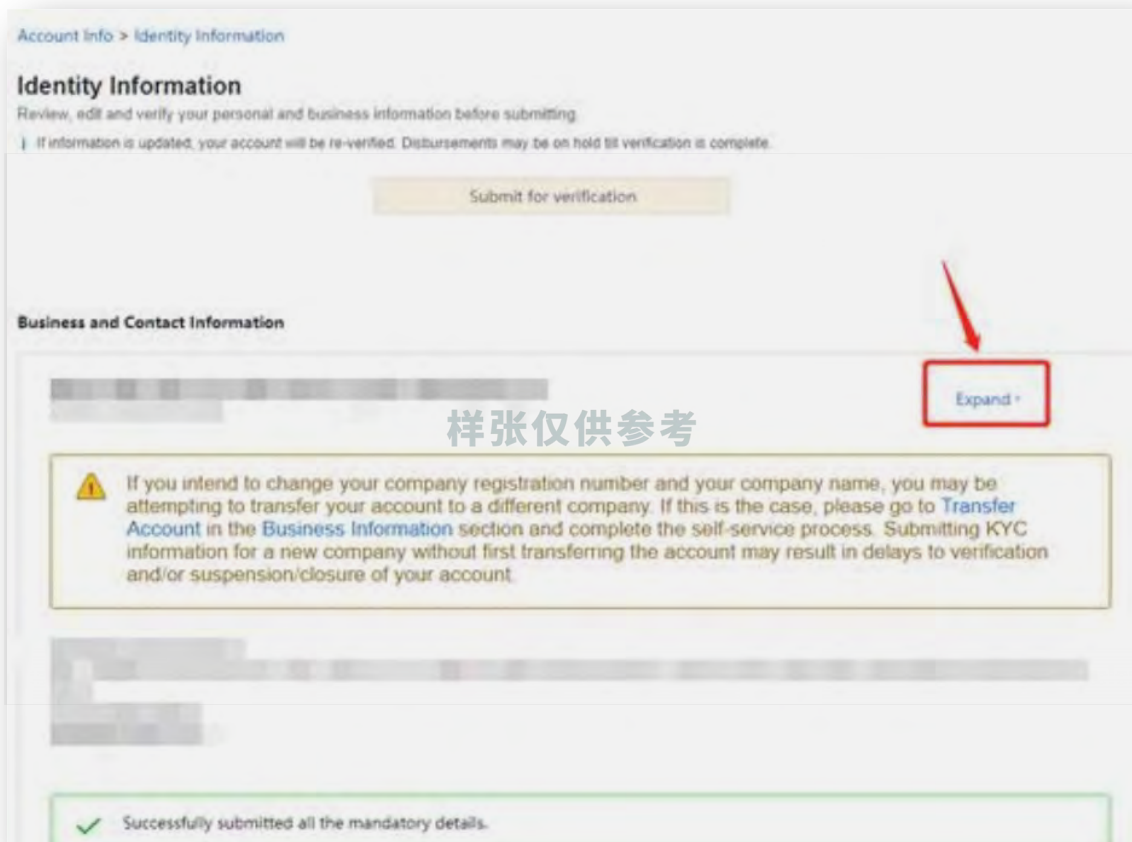 Account Info > Identity Information
Identity Information
Review, edit and verify your personal and business information before submitting.
i If information is updated, your account will be re-verified. Disbursements may be on hold till verification is complete.
Submit for verification
Business and Contact Information
Expand
样张仅供参考
If you intend to change your company registration number and your company name, you may be
attempting to transfer your account to a different company. If this is the case, please go to Transfer
Account in the Business Information section and complete the self-service process. Submitting KYC
information for a new company without first transferring the account may result in delays to verification
and/or suspension/closure of your account.
Successfully submitted all the mandatory details.